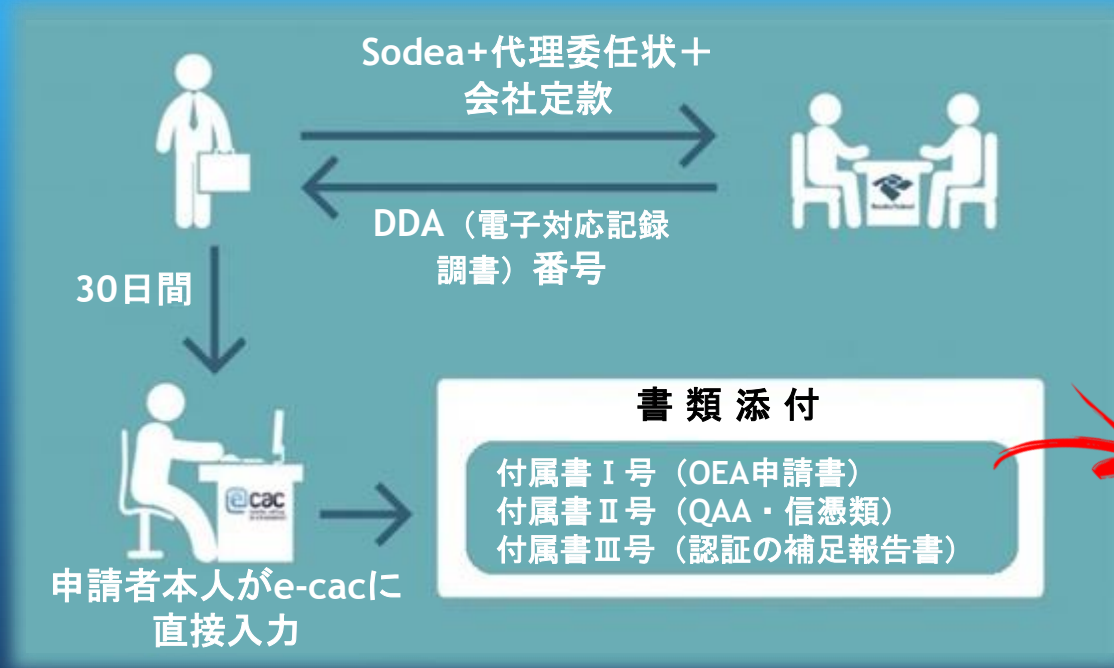 Sodea+代理委任状＋
会社定款
DDA（電子対応記録
調書）番号
30日間
書 類 添 付
付属書Ⅰ号（OEA申請書）
付属書Ⅱ号（QAA・信憑類）
付属書Ⅲ号（認証の補足報告書）
e cac
申請者本人がe-cacに
直接入力